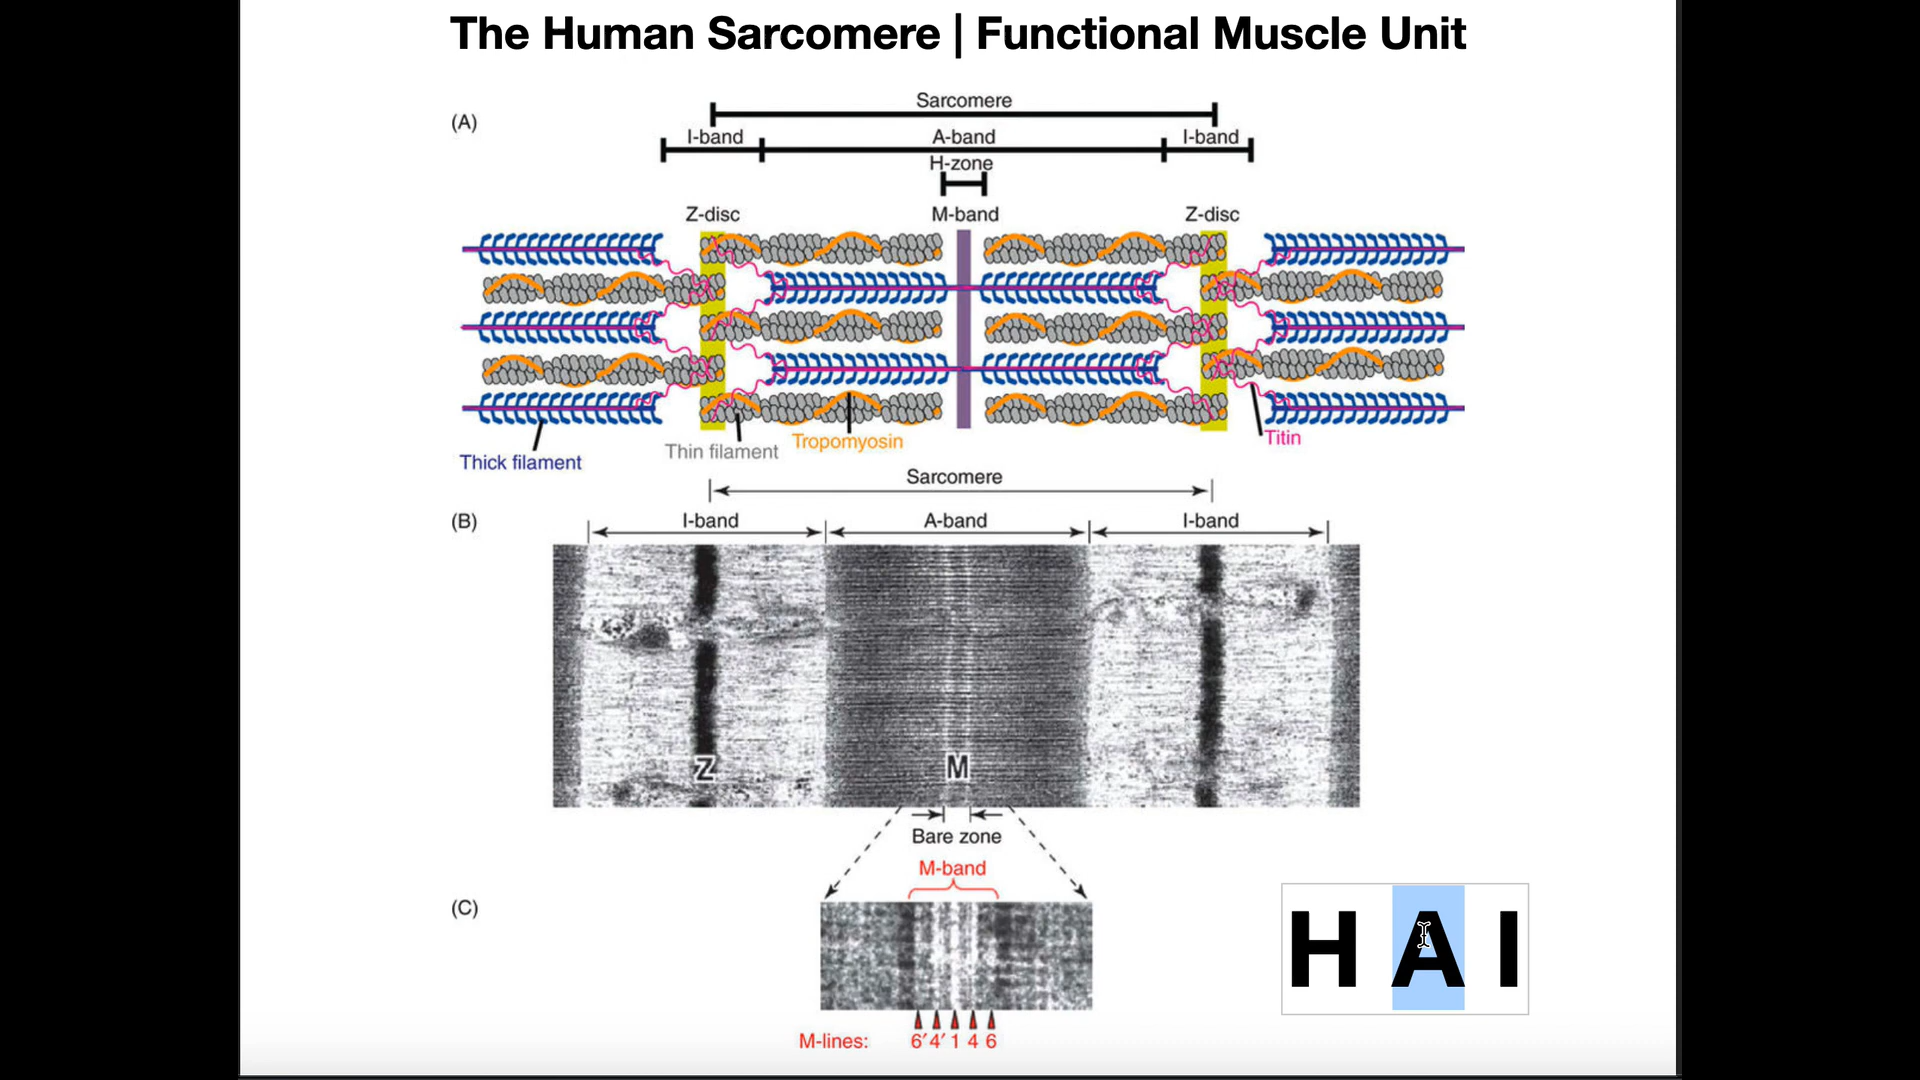 The Human Sarcomere | Functional Muscle Unit
(A)
Sarcomere
I-band A-band I-band
H-zone
Z-disc M-band Z-disc
Thick filament
Thin filament
Tropomyosin
Titin
Sarcomere
(B)
I-band A-band I-band
Z M
Bare zone
M-band
(C)
H A I
M-lines: 6′ 4′ 1 4 6